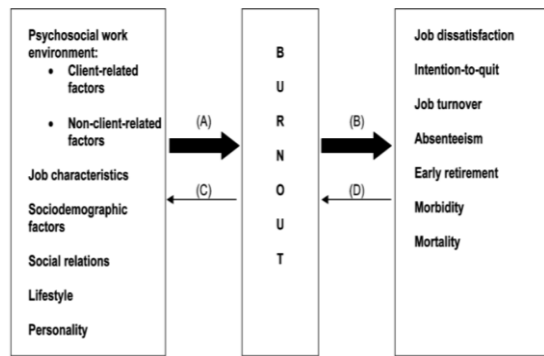 Psychosocial work
environment:
• Client-related
factors
• Non-client-related
factors
Job characteristics
Sociodemographic
factors
Social relations
Lifestyle
Personality
(A)
(C)
B
U
R
N
O
U
T
(B)
(D)
Job dissatisfaction
Intention-to-quit
Job turnover
Absenteeism
Early retirement
Morbidity
Mortality